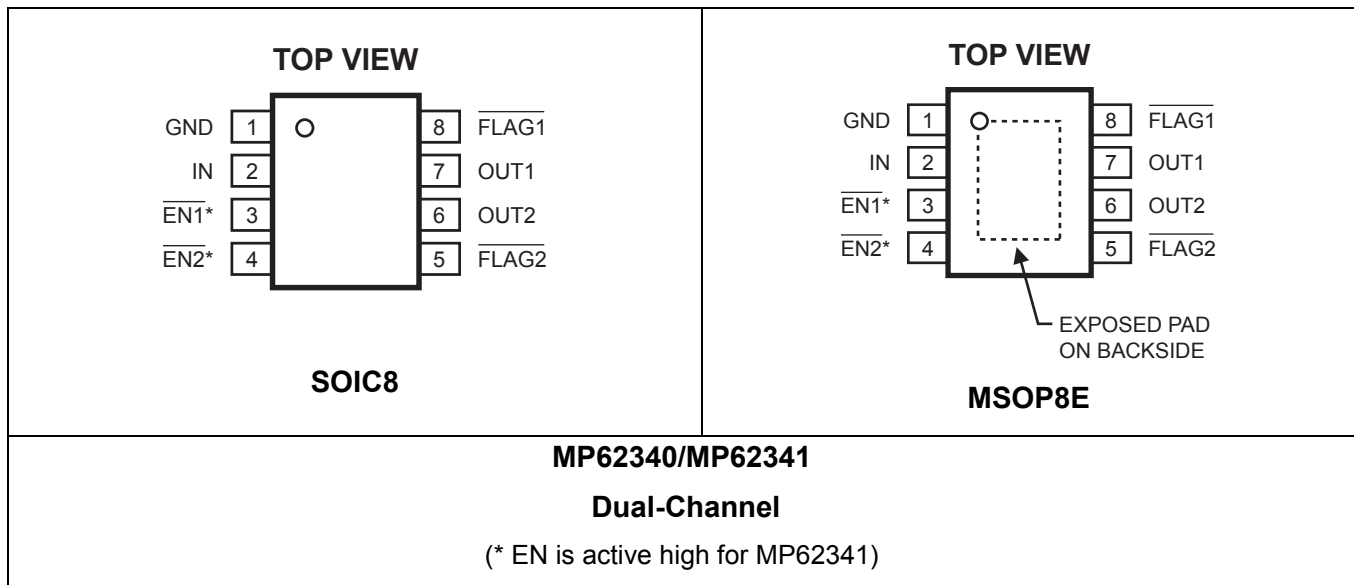 TOP VIEW
GND 1 8 FLAG1
IN 2 7 OUT1
EN1* 3 6 OUT2
EN2* 4 5 FLAG2
SOIC8
TOP VIEW
GND 1 8 FLAG1
IN 2 7 OUT1
EN1* 3 6 OUT2
EN2* 4 5 FLAG2
EXPOSED PAD
ON BACKSIDE
MSOP8E
MP62340/MP62341
Dual-Channel
(* EN is active high for MP62341)